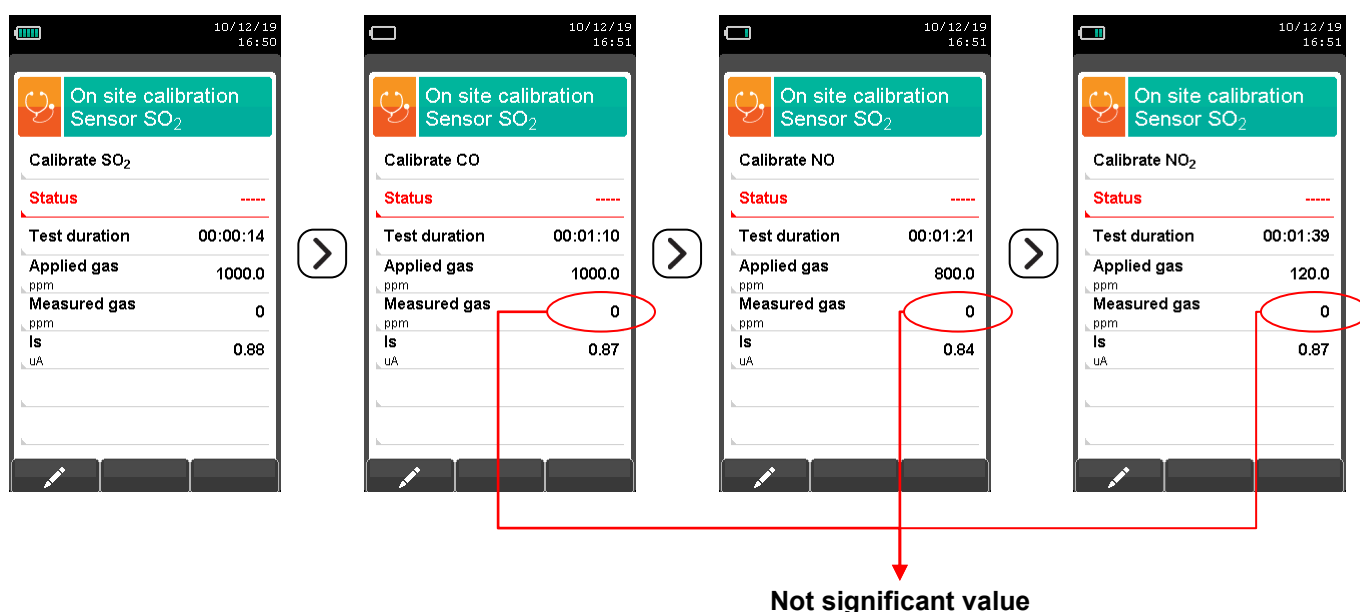 10/12/19
16:50
On site calibration
Sensor SO₂
Calibrate SO₂
Status -----
Test duration 00:00:14
Applied gas 1000.0
ppm
Measured gas 0
ppm
Is 0.88
uA
10/12/19
16:51
On site calibration
Sensor SO₂
Calibrate CO
Status -----
Test duration 00:01:10
Applied gas 1000.0
ppm
Measured gas 0
ppm
Is 0.87
uA
10/12/19
16:51
On site calibration
Sensor SO₂
Calibrate NO
Status -----
Test duration 00:01:21
Applied gas 800.0
ppm
Measured gas 0
ppm
Is 0.84
uA
10/12/19
16:51
On site calibration
Sensor SO₂
Calibrate NO₂
Status -----
Test duration 00:01:39
Applied gas 120.0
ppm
Measured gas 0
ppm
Is 0.87
uA
Not significant value